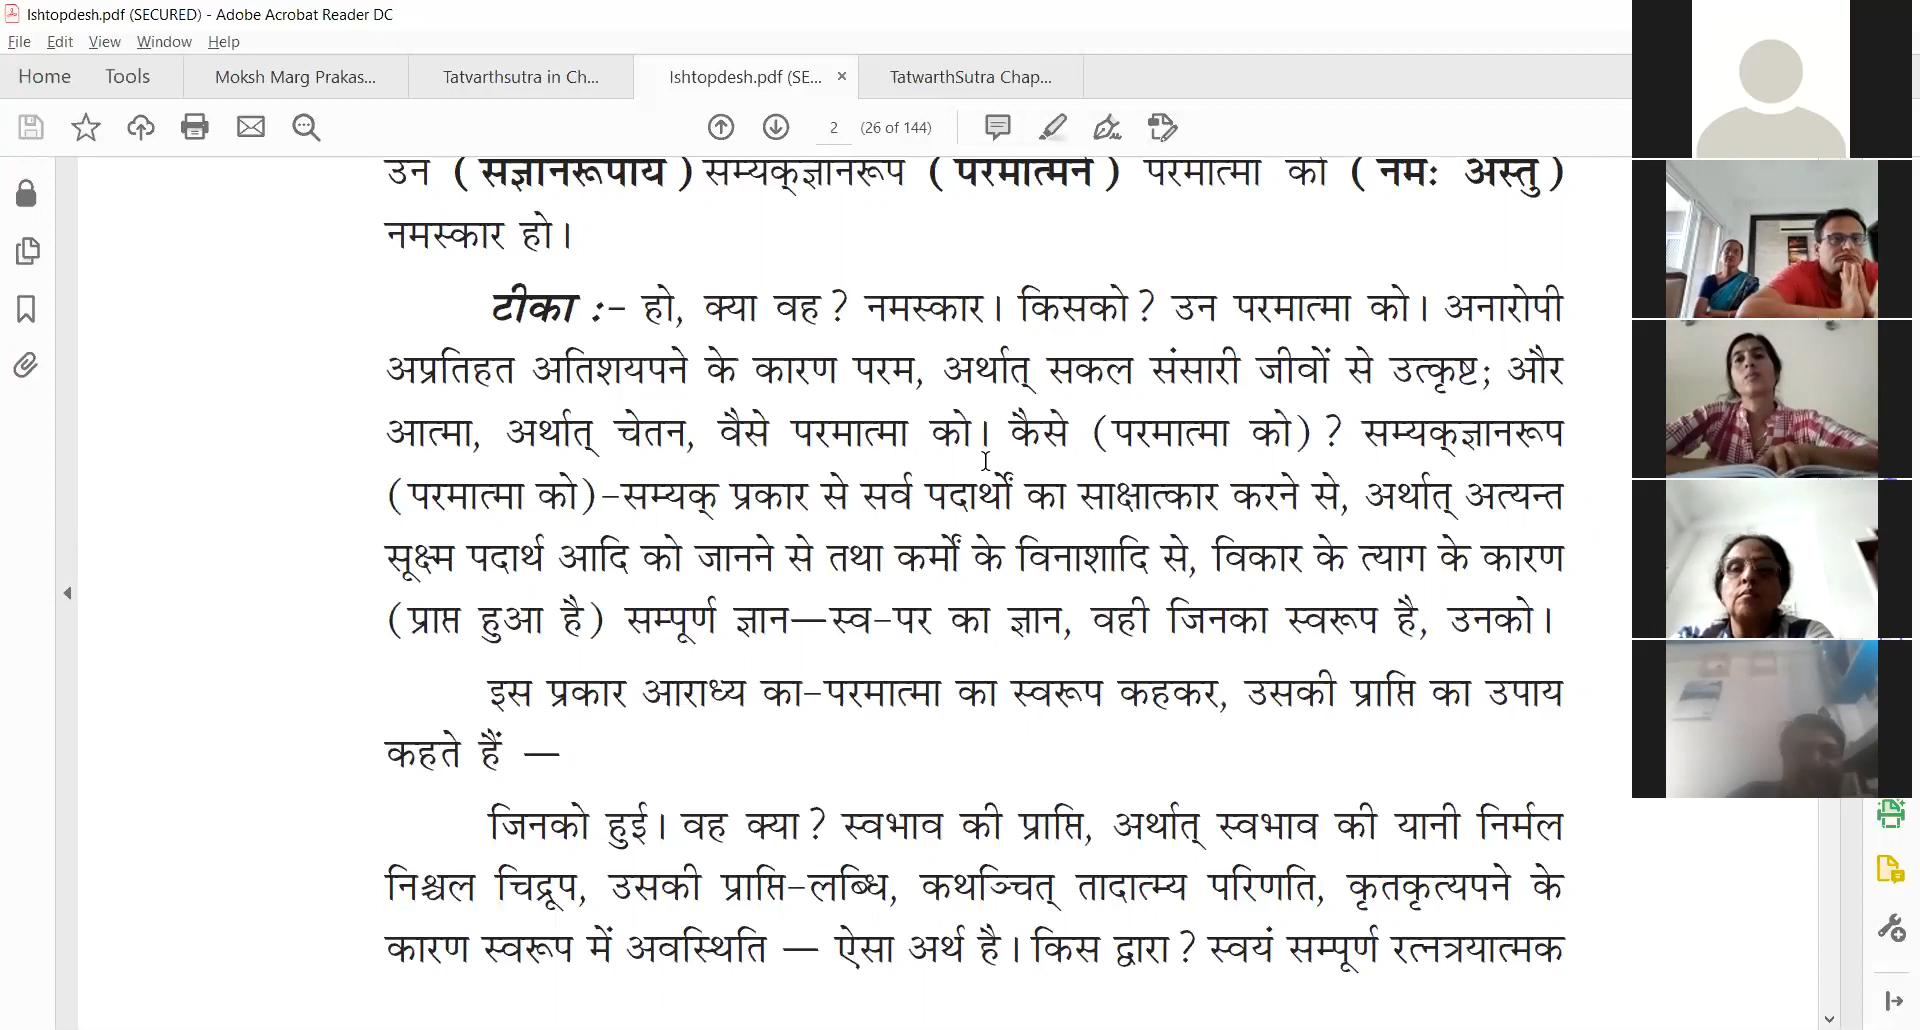 Ishtopdesh.pdf (SECURED) - Adobe Acrobat Reader DC
File Edit View Window Help
Home Tools Moksh Marg Prakas... Tatvarthsutra in Ch... Ishtopdesh.pdf (SE... × TatwarthSutra Chap...
2 (26 of 144)
उन (सज्ञानरूपाय) सम्यक्ज्ञानरूप (परमात्मने) परमात्मा को (नमः अस्तु)
नमस्कार हो।
टीका :- हो, क्या वह? नमस्कार। किसको? उन परमात्मा को। अनारोपी
अप्रतिहत अतिशयपने के कारण परम, अर्थात् सकल संसारी जीवों से उत्कृष्ट; और
आत्मा, अर्थात् चेतन, वैसे परमात्मा को। कैसे (परमात्मा को)? सम्यक्ज्ञानरूप
(परमात्मा को)-सम्यक् प्रकार से सर्व पदार्थों का साक्षात्कार करने से, अर्थात् अत्यन्त
सूक्ष्म पदार्थ आदि को जानने से तथा कर्मों के विनाशादि से, विकार के त्याग के कारण
(प्राप्त हुआ है) सम्पूर्ण ज्ञान—स्व-पर का ज्ञान, वही जिनका स्वरूप है, उनको।
इस प्रकार आराध्य का-परमात्मा का स्वरूप कहकर, उसकी प्राप्ति का उपाय
कहते हैं —
जिनको हुई। वह क्या? स्वभाव की प्राप्ति, अर्थात् स्वभाव की यानी निर्मल
निश्चल चिद्रूप, उसकी प्राप्ति-लब्धि, कथञ्चित् तादात्म्य परिणति, कृतकृत्यपने के
कारण स्वरूप में अवस्थिति — ऐसा अर्थ है। किस द्वारा? स्वयं सम्पूर्ण रत्नत्रयात्मक